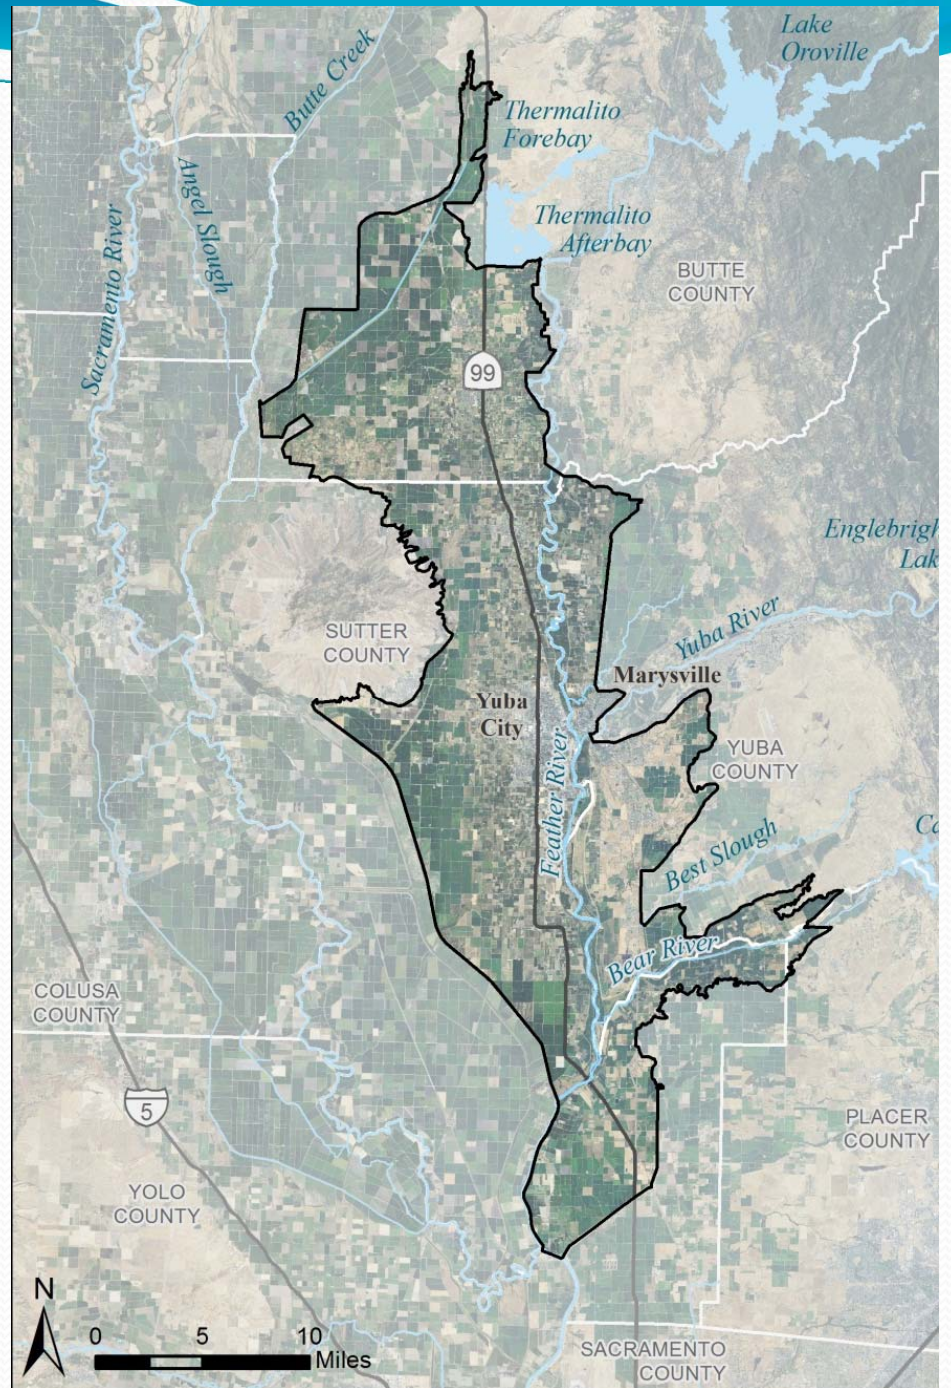 Lake
Oroville
Butte Creek
Thermalito
Forebay
Angel Slough
Sacramento River
Thermalito
Afterbay
BUTTE
COUNTY
99
Englebrigh
Lak
SUTTER
COUNTY
Yuba River
Marysville
Yuba
City
Feather River
YUBA
COUNTY
Best Slough
Ca
Bear River
COLUSA
COUNTY
5
PLACER
COUNTY
YOLO
COUNTY
N
0 5 10
Miles
SACRAMENTO
COUNTY